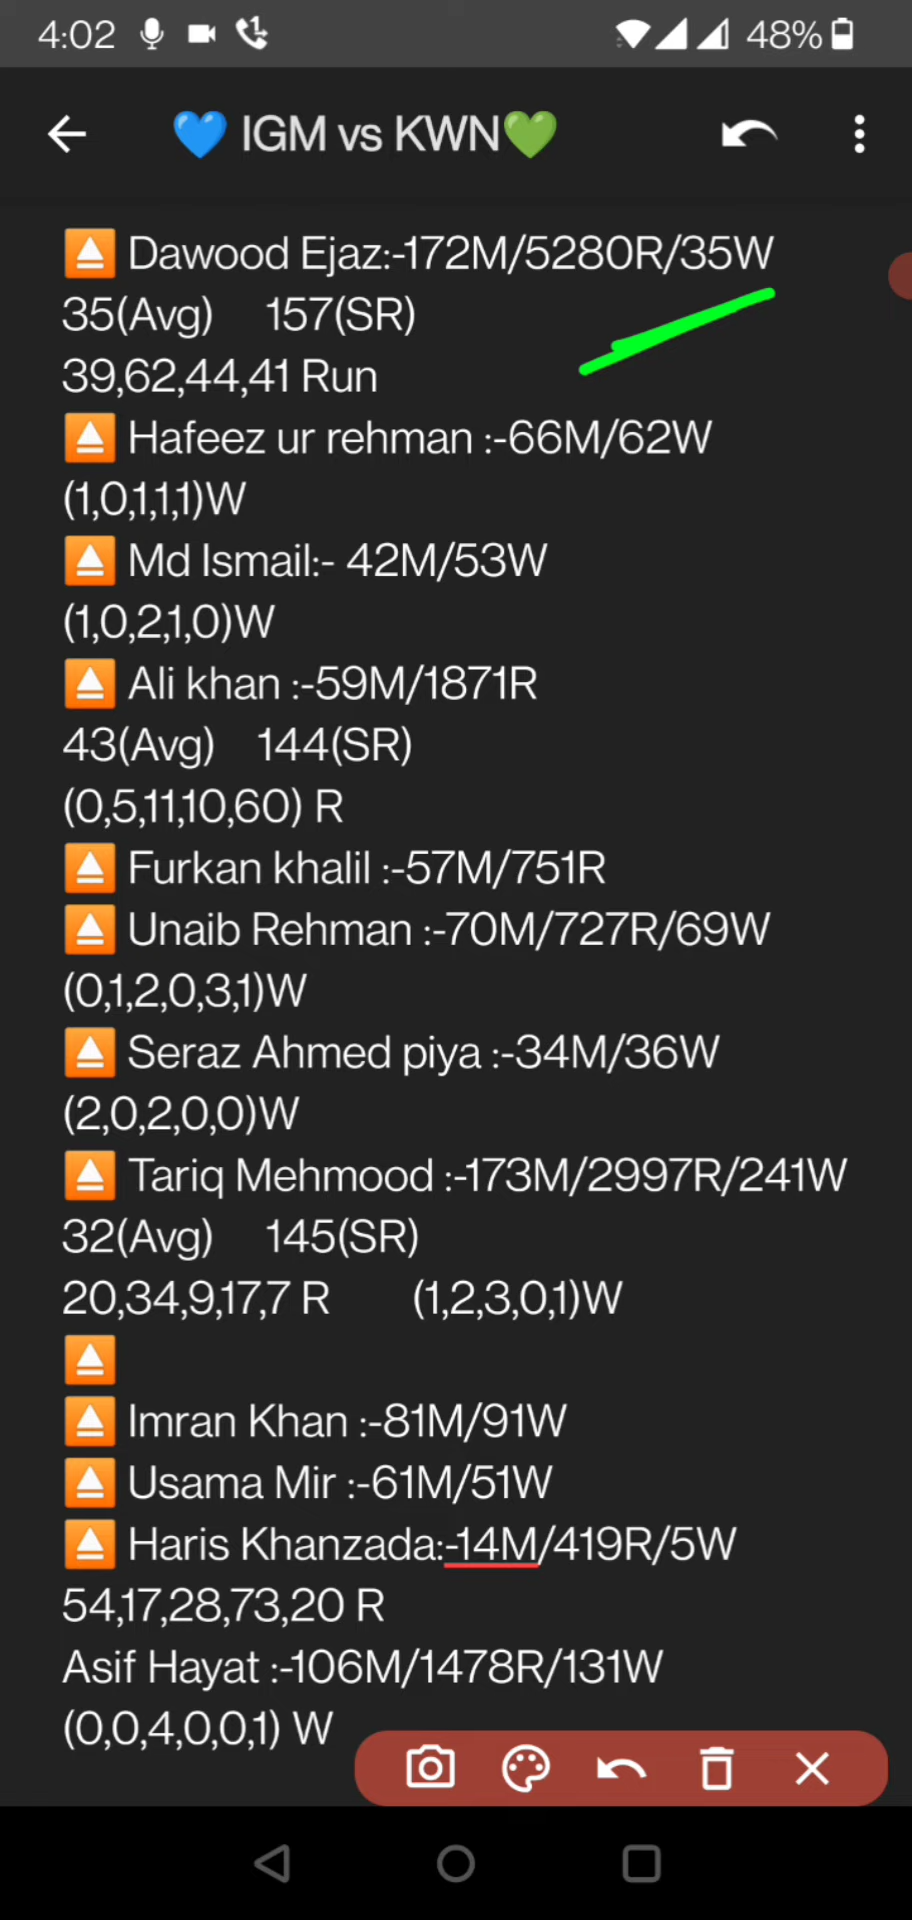 4:02 48%
💙 IGM vs KWN💚
⏏️ Dawood Ejaz:-172M/5280R/35W
35(Avg) 157(SR)
39,62,44,41 Run
⏏️ Hafeez ur rehman :-66M/62W
(1,0,1,1,1)W
⏏️ Md Ismail:- 42M/53W
(1,0,2,1,0)W
⏏️ Ali khan :-59M/1871R
43(Avg) 144(SR)
(0,5,11,10,60) R
⏏️ Furkan khalil :-57M/751R
⏏️ Unaib Rehman :-70M/727R/69W
(0,1,2,0,3,1)W
⏏️ Seraz Ahmed piya :-34M/36W
(2,0,2,0,0)W
⏏️ Tariq Mehmood :-173M/2997R/241W
32(Avg) 145(SR)
20,34,9,17,7 R (1,2,3,0,1)W
⏏️
⏏️ Imran Khan :-81M/91W
⏏️ Usama Mir :-61M/51W
⏏️ Haris Khanzada:-14M/419R/5W
54,17,28,73,20 R
Asif Hayat :-106M/1478R/131W
(0,0,4,0,0,1) W